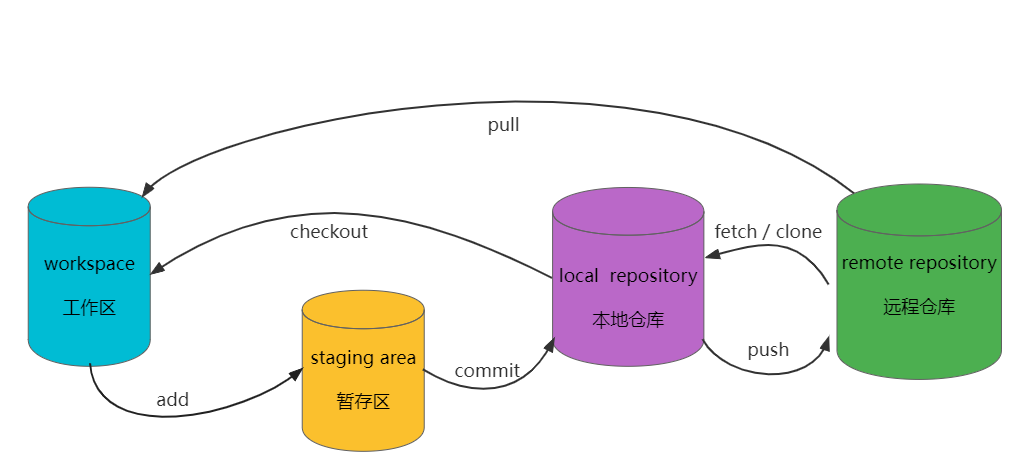 pull
checkout
fetch / clone
workspace
工作区
local repository
本地仓库
remote repository
远程仓库
staging area
暂存区
add
commit
push